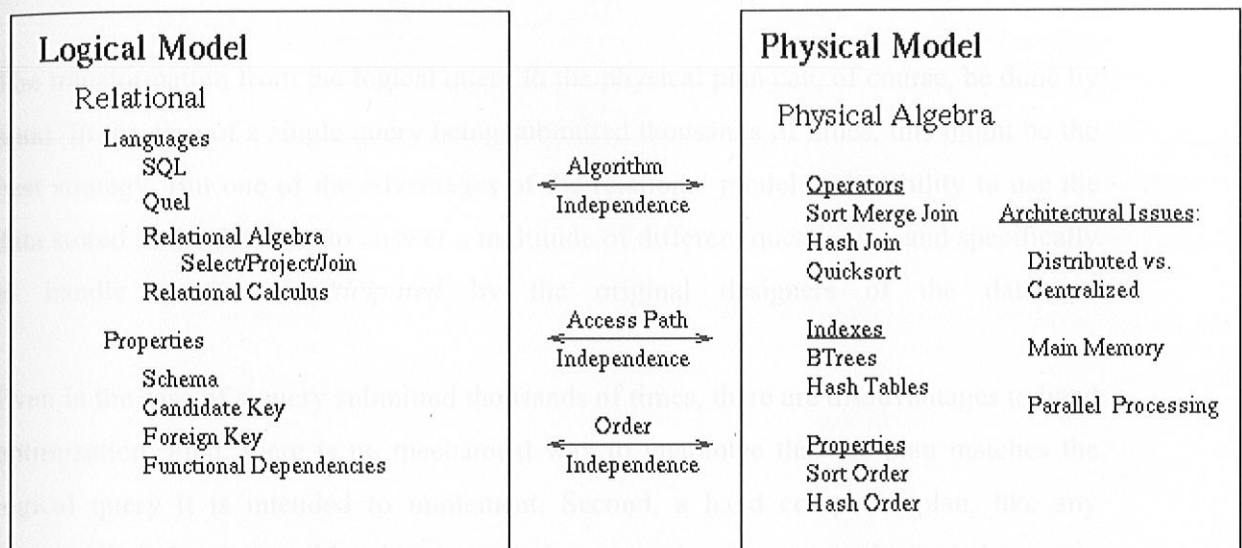 Logical Model
Relational
Languages
SQL
Quel
Relational Algebra
Select/Project/Join
Relational Calculus
Properties
Schema
Candidate Key
Foreign Key
Functional Dependencies
Algorithm
Independence
Access Path
Independence
Order
Independence
Physical Model
Physical Algebra
Operators
Sort Merge Join
Hash Join
Quicksort
Indexes
BTrees
Hash Tables
Properties
Sort Order
Hash Order
Architectural Issues:
Distributed vs.
Centralized
Main Memory
Parallel Processing